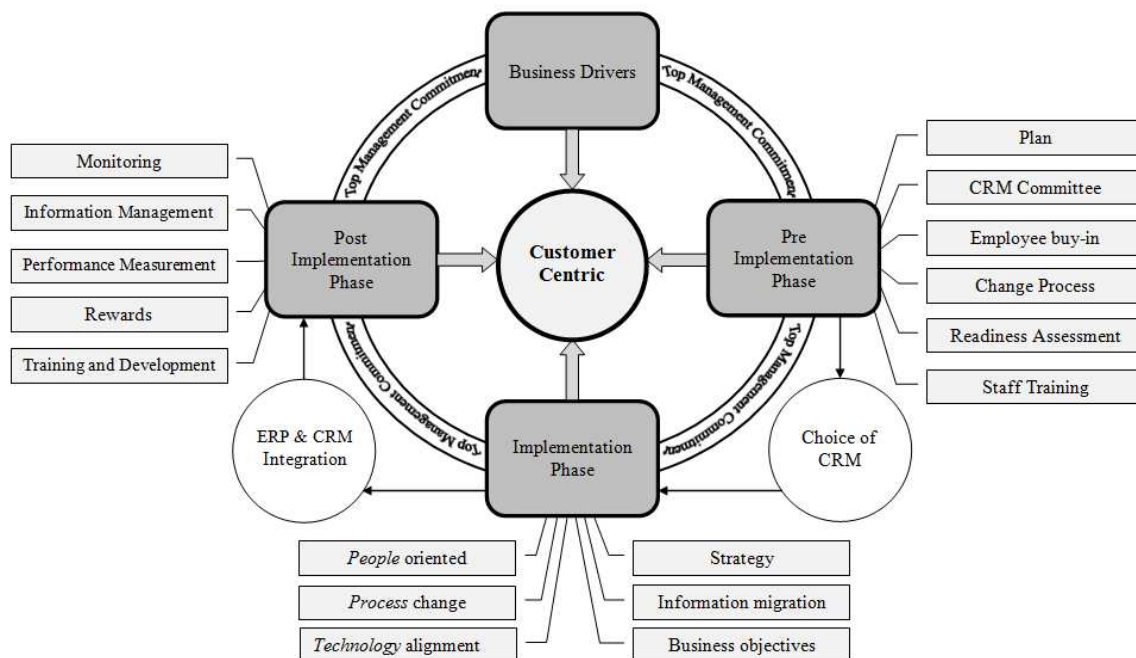 Business Drivers
Top Management Commitment
Top Management Commitment
Monitoring
Information Management
Performance Measurement
Rewards
Training and Development
Post
Implementation
Phase
Customer
Centric
Pre
Implementation
Phase
Plan
CRM Committee
Employee buy-in
Change Process
Readiness Assessment
Staff Training
Top Management Commitment
Top Management Commitment
ERP & CRM
Integration
Implementation
Phase
Choice of
CRM
People oriented
Process change
Technology alignment
Strategy
Information migration
Business objectives